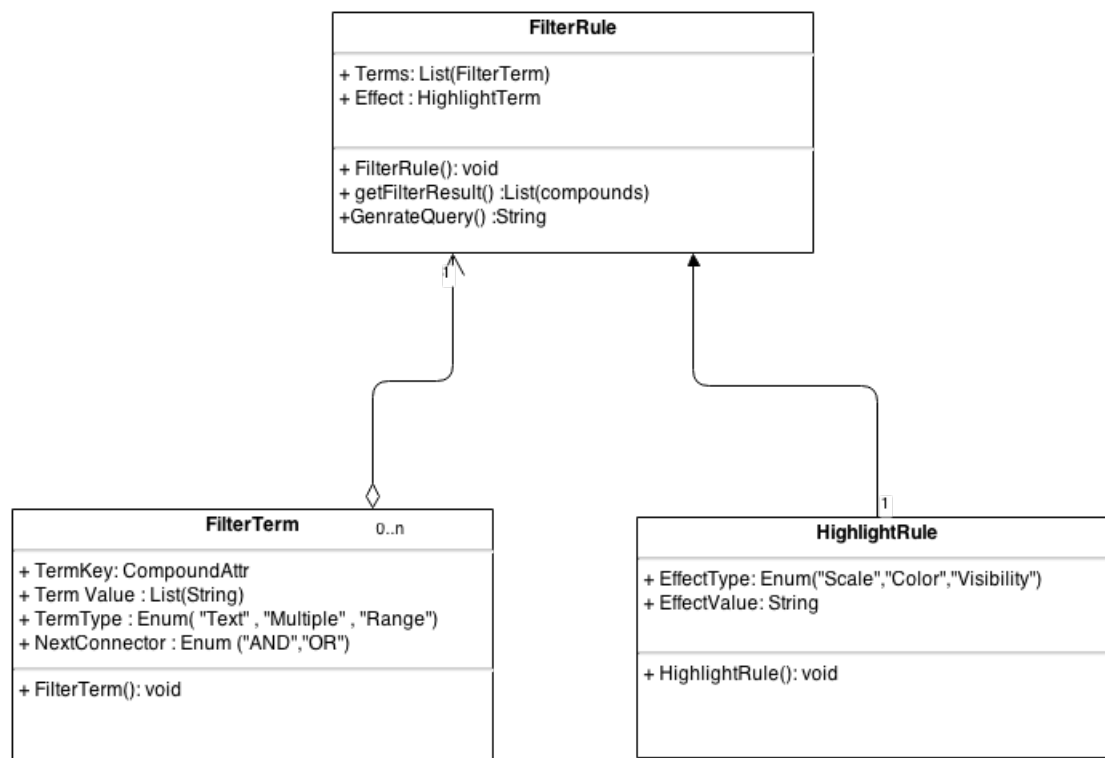 FilterRule
+ Terms: List(FilterTerm)
+ Effect : HighlightTerm
+ FilterRule(): void
+ getFilterResult() :List(compounds)
+GenrateQuery() :String
1
FilterTerm
0..n
+ TermKey: CompoundAttr
+ Term Value : List(String)
+ TermType : Enum( "Text" , "Multiple" , "Range")
+ NextConnector : Enum ("AND","OR")
+ FilterTerm(): void
1
HighlightRule
+ EffectType: Enum("Scale","Color","Visibility")
+ EffectValue: String
+ HighlightRule(): void